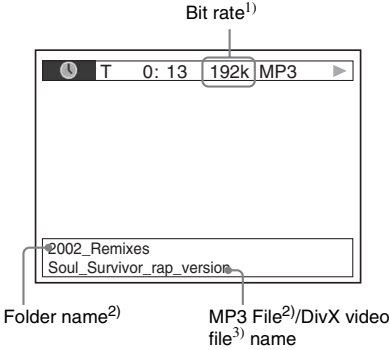 Bit rate1)
T 0: 13 192k MP3
2002_Remixes
Soul_Survivor_rap_version
Folder name2)
MP3 File2)/DivX video
file3) name